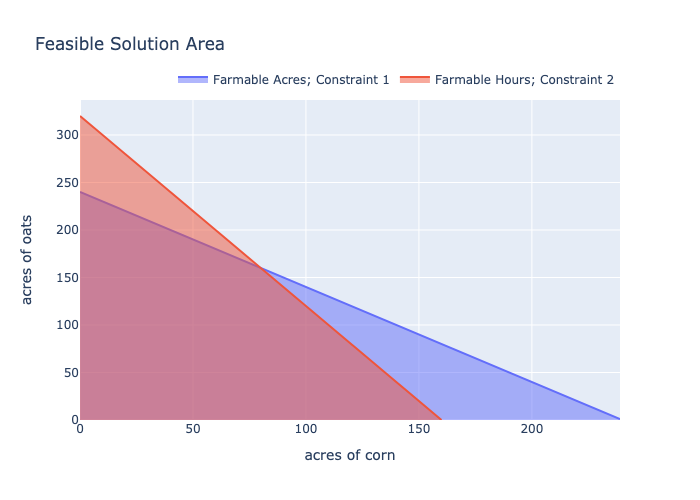 Feasible Solution Area
Farmable Acres; Constraint 1
Farmable Hours; Constraint 2
300
250
200
150
100
50
0
0 50 100 150 200
acres of oats
acres of corn